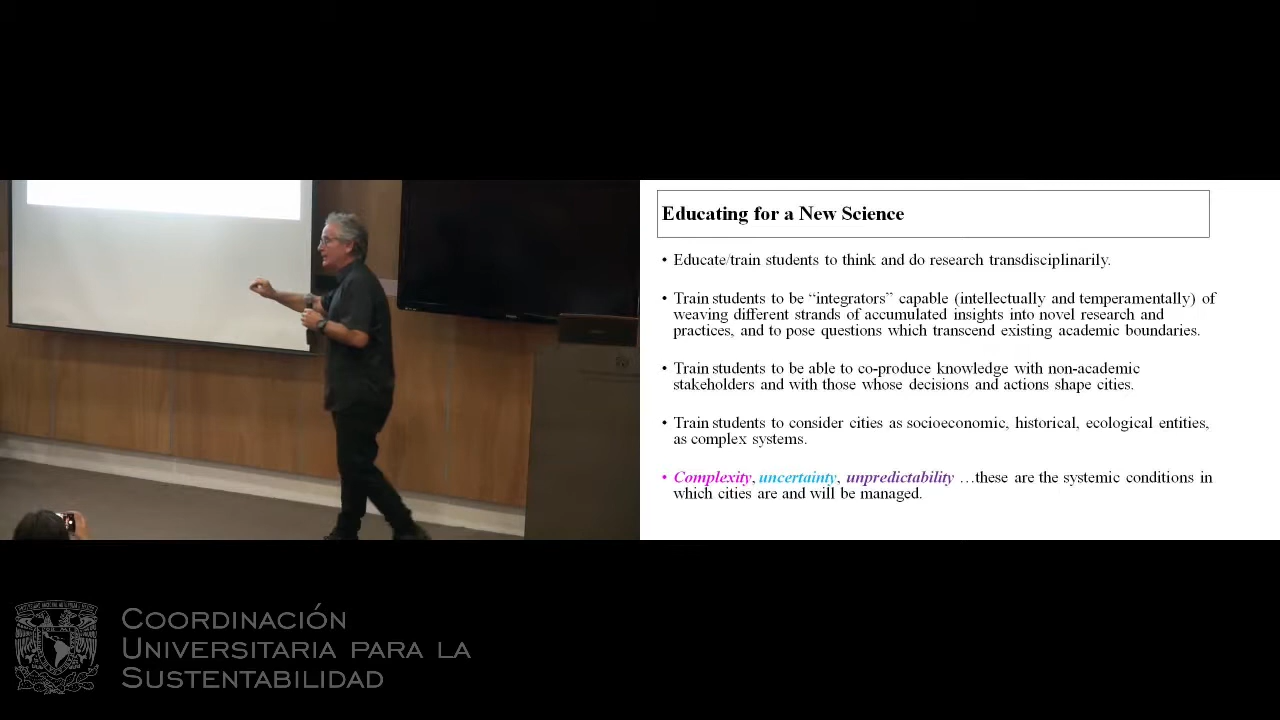 Educating for a New Science
• Educate/train students to think and do research transdisciplinarily.
• Train students to be “integrators” capable (intellectually and temperamentally) of
weaving different strands of accumulated insights into novel research and
practices, and to pose questions which transcend existing academic boundaries.
• Train students to be able to co-produce knowledge with non-academic
stakeholders and with those whose decisions and actions shape cities.
• Train students to consider cities as socioeconomic, historical, ecological entities,
as complex systems.
• Complexity, uncertainty, unpredictability …these are the systemic conditions in
which cities are and will be managed.
COORDINACIÓN
UNIVERSITARIA PARA LA
SUSTENTABILIDAD